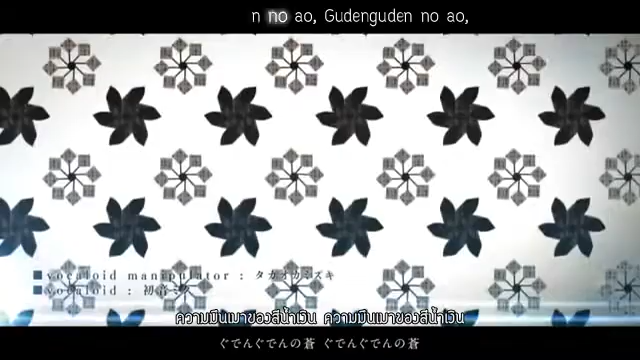 n no ao, Gudenguden no ao,
■vocaloid manipulator : タカオカミズキ
■vocaloid : 初音ミク
ความมึนเมาของสีน้ำเงิน ความมึนเมาของสีน้ำเงิน
ぐでんぐでんの蒼 ぐでんぐでんの蒼